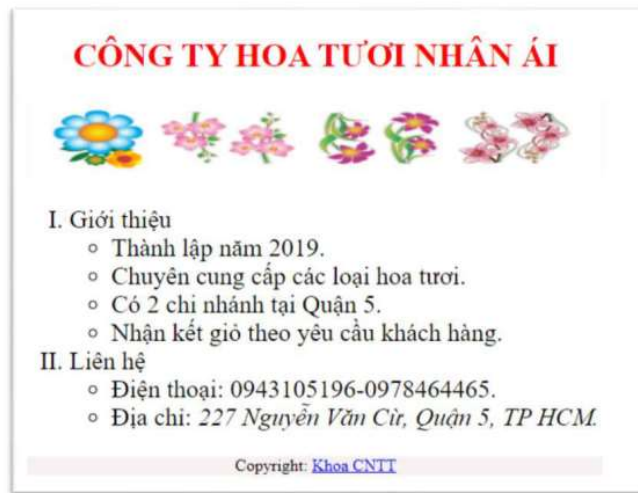 CÔNG TY HOA TƯƠI NHÂN ÁI
I. Giới thiệu
○ Thành lập năm 2019.
○ Chuyên cung cấp các loại hoa tươi.
○ Có 2 chi nhánh tại Quận 5.
○ Nhận kết giỏ theo yêu cầu khách hàng.
II. Liên hệ
○ Điện thoại: 0943105196-0978464465.
○ Địa chỉ: 227 Nguyễn Văn Cừ, Quận 5, TP HCM.
Copyright: Khoa CNTT